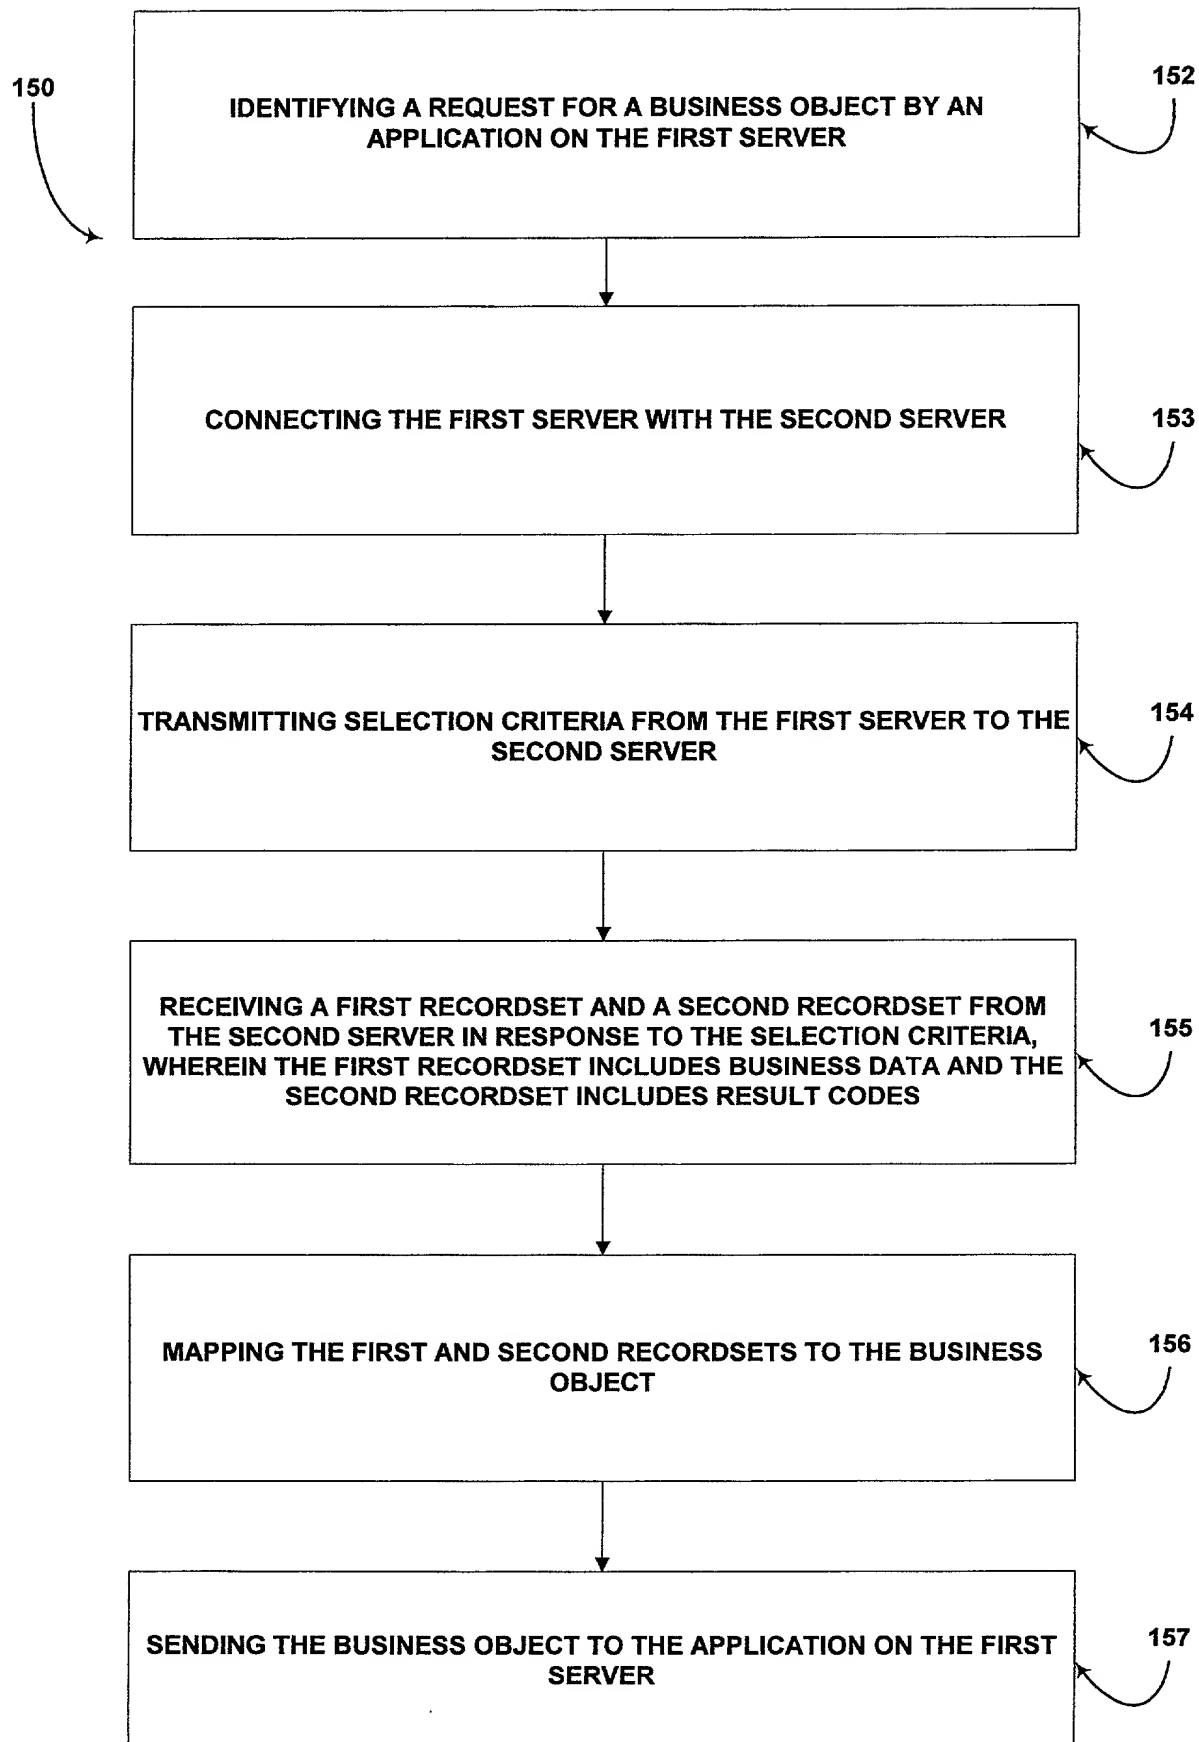 150
152
IDENTIFYING A REQUEST FOR A BUSINESS OBJECT BY AN
APPLICATION ON THE FIRST SERVER
CONNECTING THE FIRST SERVER WITH THE SECOND SERVER
153
TRANSMITTING SELECTION CRITERIA FROM THE FIRST SERVER TO THE
SECOND SERVER
154
RECEIVING A FIRST RECORDSET AND A SECOND RECORDSET FROM
THE SECOND SERVER IN RESPONSE TO THE SELECTION CRITERIA,
WHEREIN THE FIRST RECORDSET INCLUDES BUSINESS DATA AND THE
SECOND RECORDSET INCLUDES RESULT CODES
155
MAPPING THE FIRST AND SECOND RECORDSETS TO THE BUSINESS
OBJECT
156
SENDING THE BUSINESS OBJECT TO THE APPLICATION ON THE FIRST
SERVER
157